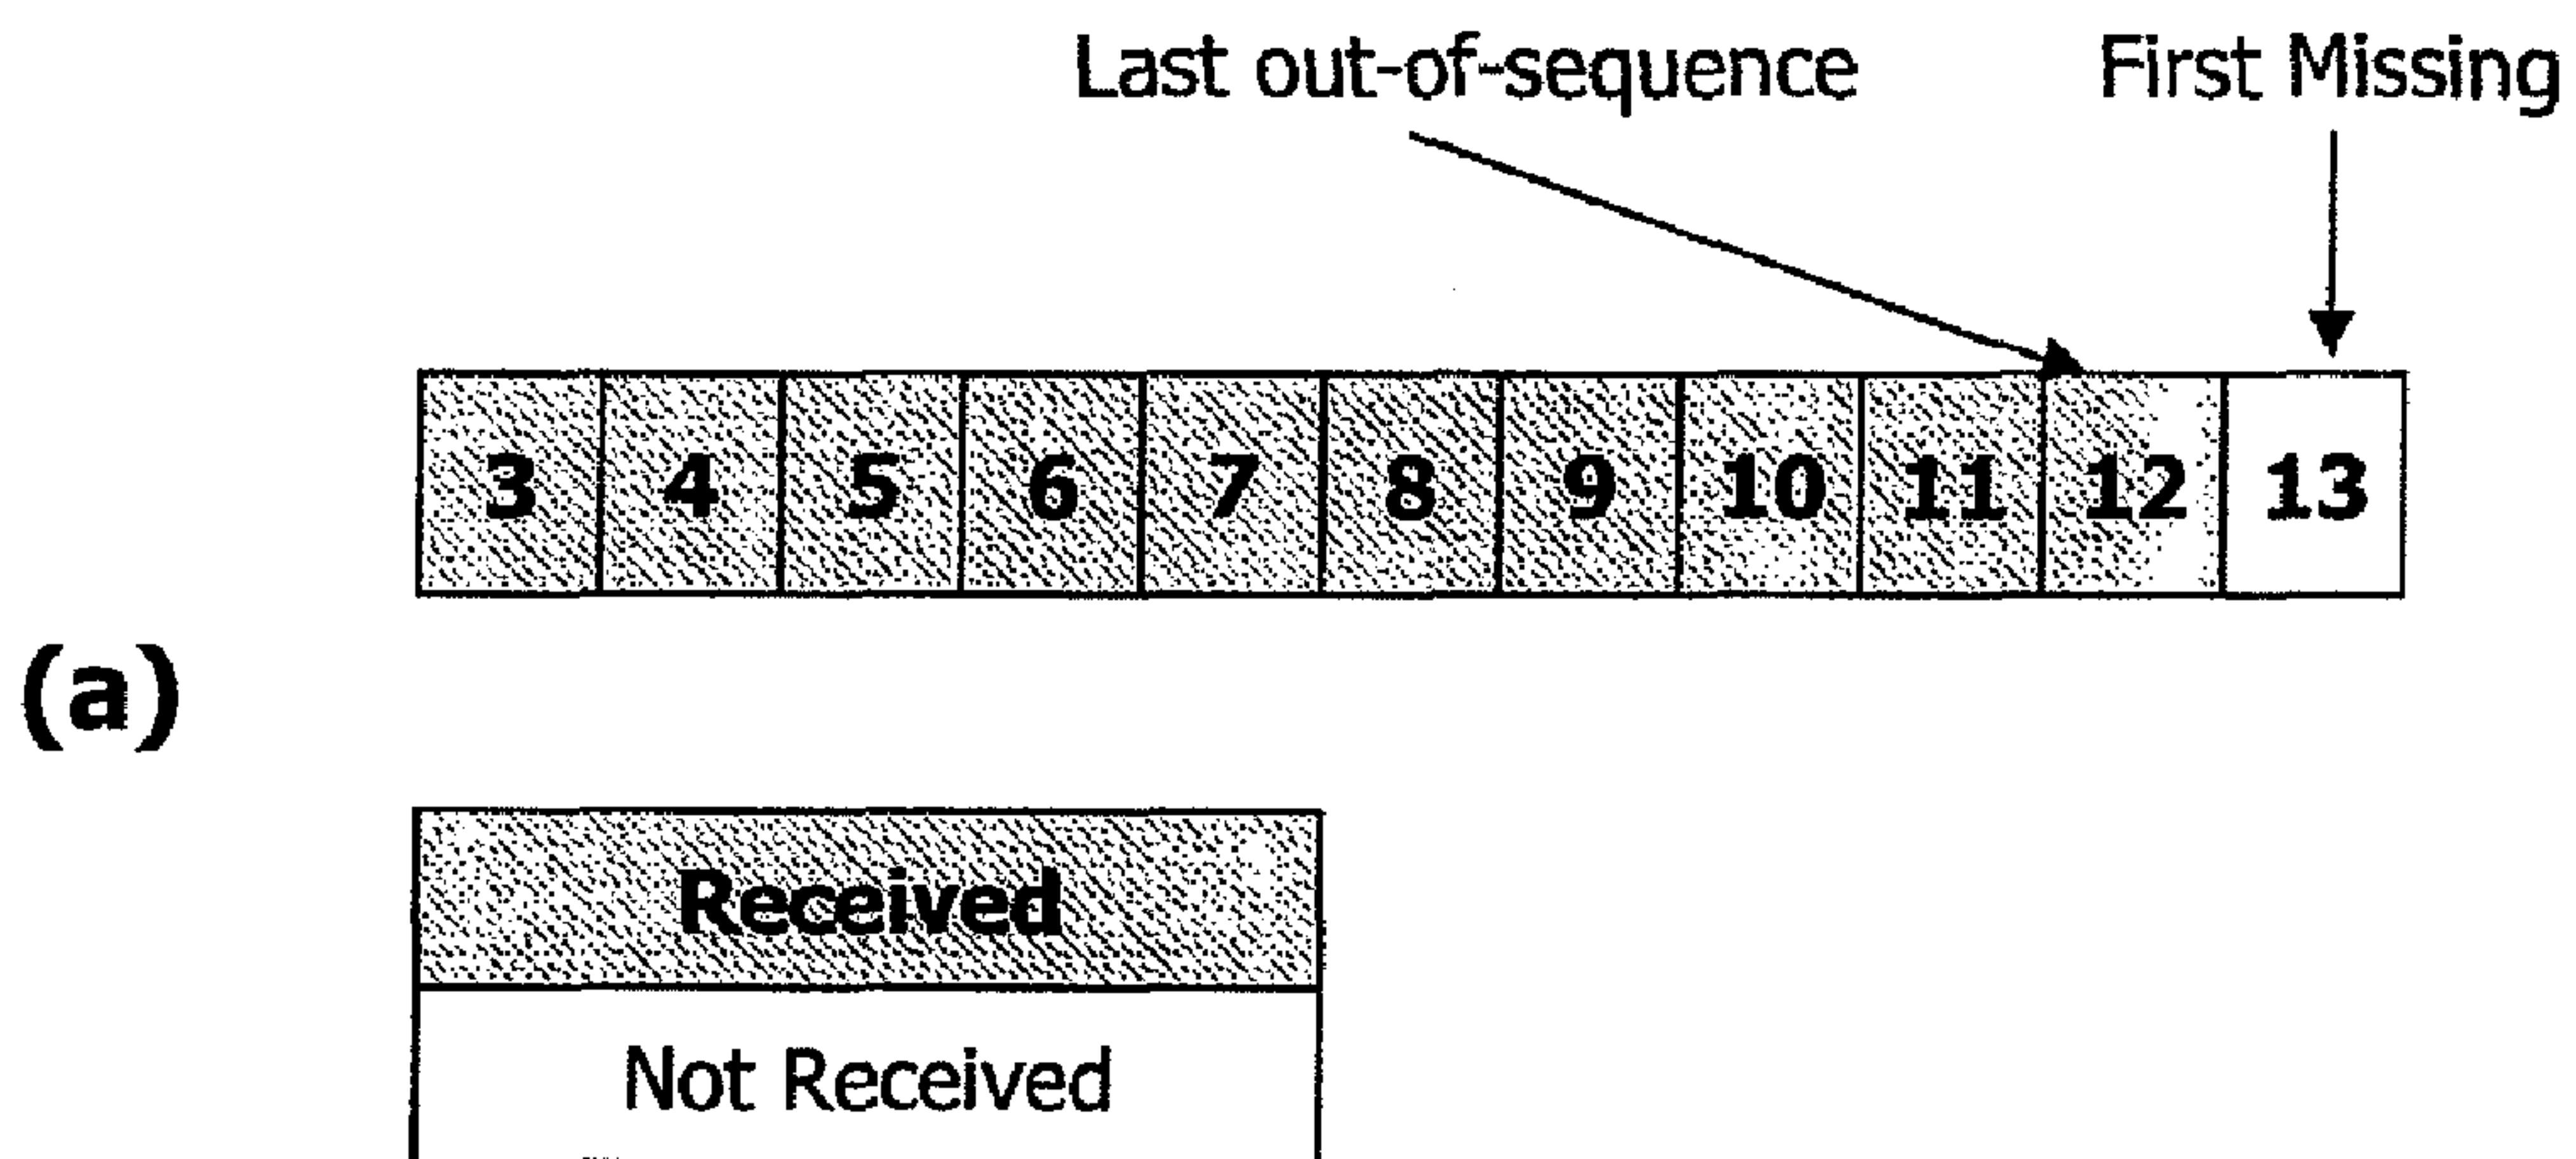 Last out-of-sequence First Missing
3 4 5 6 7 8 9 10 11 12 13
(a)
Received
Not Received